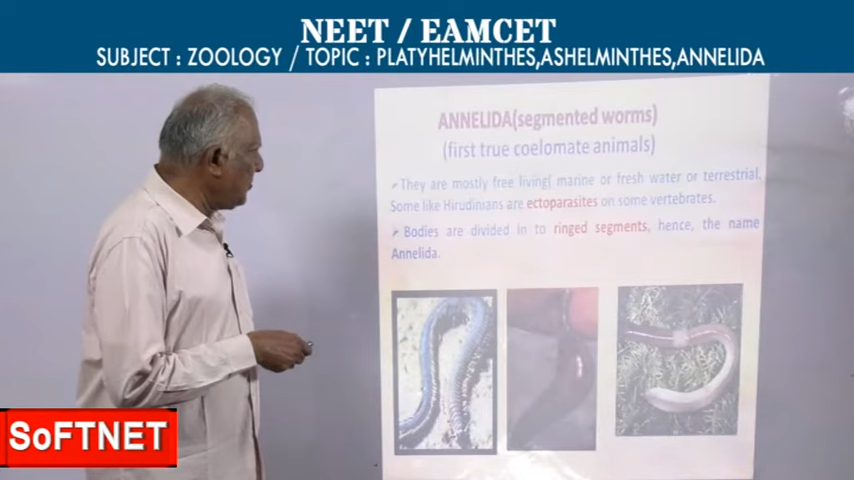 NEET / EAMCET
SUBJECT : ZOOLOGY / TOPIC : PLATYHELMINTHES,ASHELMINTHES,ANNELIDA
ANNELIDA(segmented worms)
(first true coelomate animals)
➢They are mostly free living( marine or fresh water or terrestrial.
Some like Hirudinians are ectoparasites on some vertebrates.
➢ Bodies are divided in to ringed segments, hence, the name
Annelida.
SoFTNET